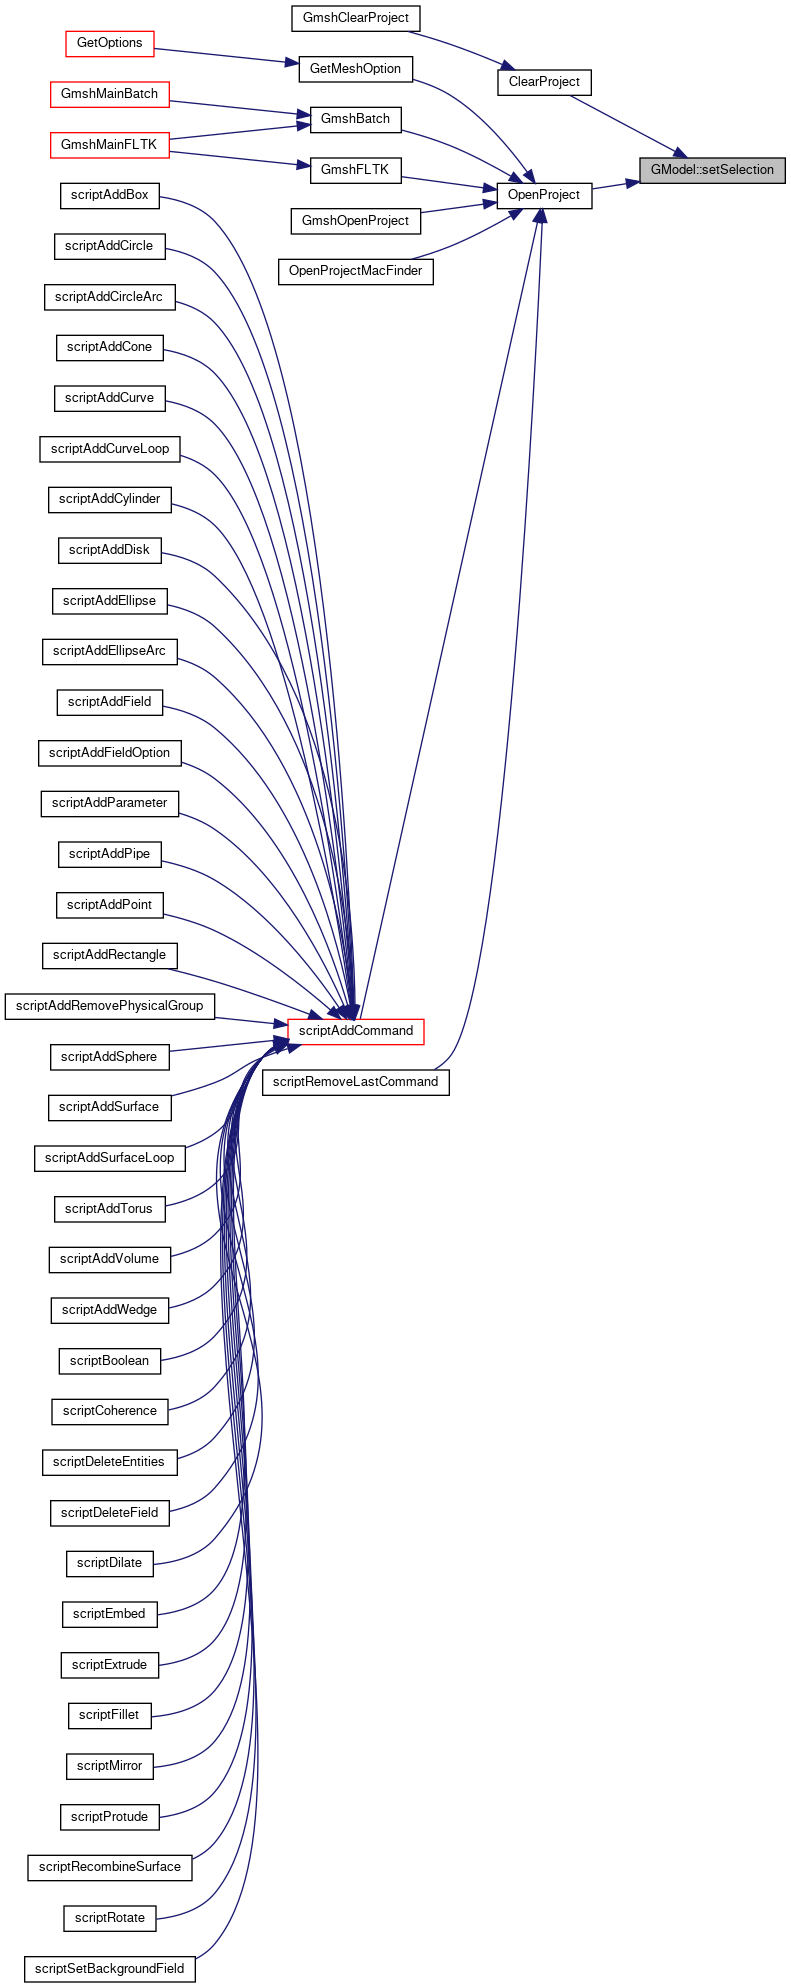 GmshClearProject
GetOptions
GetMeshOption
ClearProject
GmshMainBatch
GmshBatch
GmshMainFLTK
GmshFLTK
GModel::setSelection
scriptAddBox
OpenProject
GmshOpenProject
scriptAddCircle
OpenProjectMacFinder
scriptAddCircleArc
scriptAddCone
scriptAddCurve
scriptAddCurveLoop
scriptAddCylinder
scriptAddDisk
scriptAddEllipse
scriptAddEllipseArc
scriptAddField
scriptAddFieldOption
scriptAddParameter
scriptAddPipe
scriptAddPoint
scriptAddRectangle
scriptAddRemovePhysicalGroup
scriptAddCommand
scriptAddSphere
scriptRemoveLastCommand
scriptAddSurface
scriptAddSurfaceLoop
scriptAddTorus
scriptAddVolume
scriptAddWedge
scriptBoolean
scriptCoherence
scriptDeleteEntities
scriptDeleteField
scriptDilate
scriptEmbed
scriptExtrude
scriptFillet
scriptMirror
scriptProtude
scriptRecombineSurface
scriptRotate
scriptSetBackgroundField